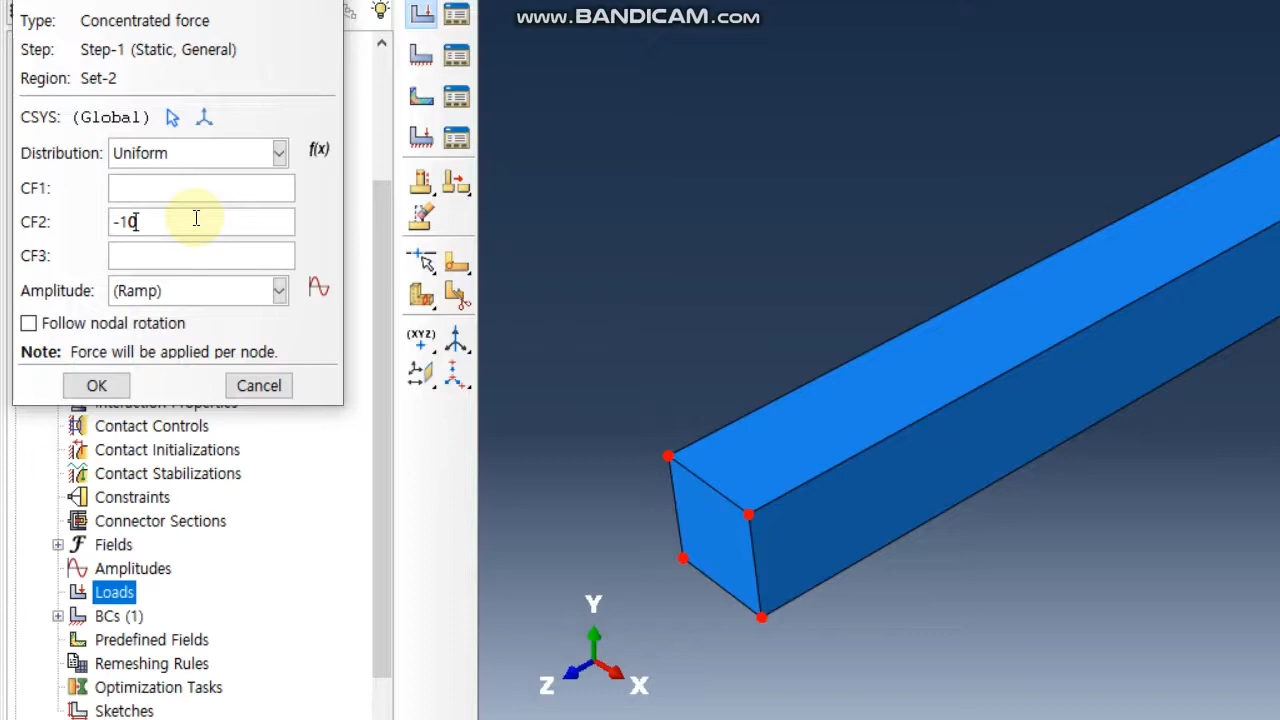 Type: Concentrated force
www.BANDICAM.com
Step: Step-1 (Static, General)
Region: Set-2
CSYS: (Global)
Distribution: Uniform
f(x)
CF1:
CF2: -10
CF3:
Amplitude: (Ramp)
Follow nodal rotation
Note: Force will be applied per node.
OK
Cancel
(XYZ)
Interaction Properties
Contact Controls
Contact Initializations
Contact Stabilizations
Constraints
Connector Sections
F Fields
Amplitudes
Loads
BCs (1)
Predefined Fields
Remeshing Rules
Optimization Tasks
Sketches
Y
Z
X